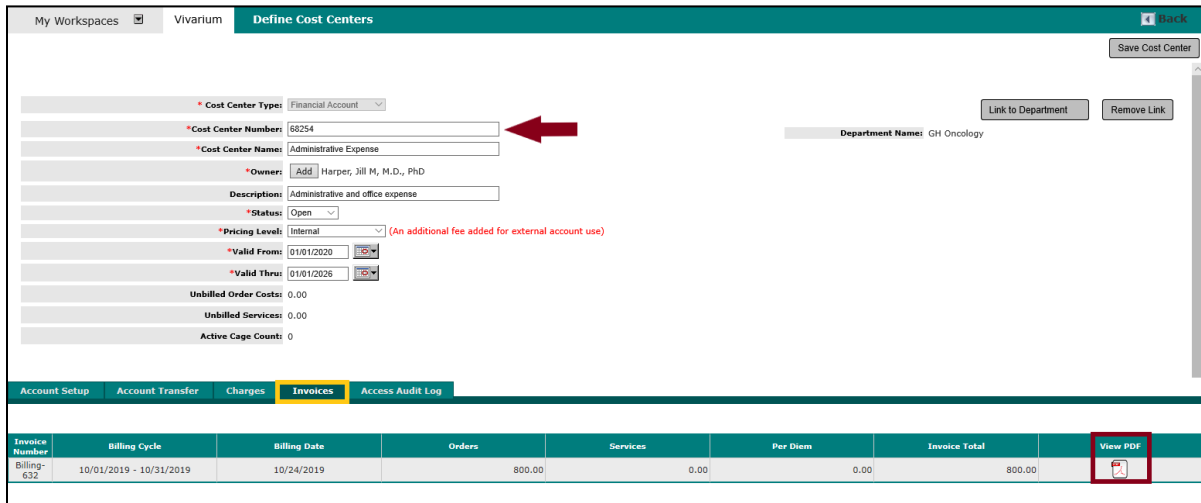 My Workspaces Vivarium Define Cost Centers Back
Save Cost Center
* Cost Center Type: Financial Account Link to Department Remove Link
*Cost Center Number: 68254 Department Name: GH Oncology
*Cost Center Name: Administrative Expense
*Owner: Add Harper, Jill M, M.D., PhD
Description: Administrative and office expense
*Status: Open
*Pricing Level: Internal (An additional fee added for external account use)
*Valid From: 01/01/2020
*Valid Thru: 01/01/2026
Unbilled Order Costs: 0.00
Unbilled Services: 0.00
Active Cage Count: 0
Account Setup Account Transfer Charges Invoices Access Audit Log
Invoice Number Billing Cycle Billing Date Orders Services Per Diem Invoice Total View PDF
Billing-632 10/01/2019 - 10/31/2019 10/24/2019 800.00 0.00 0.00 800.00